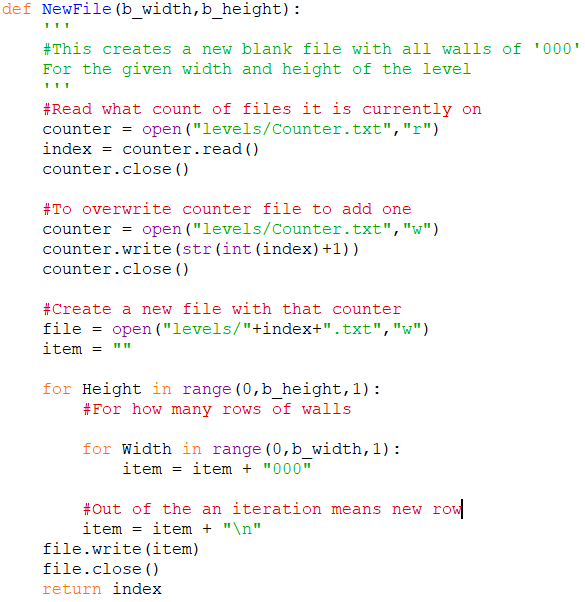 def NewFile(b_width,b_height):
    '''
    #This creates a new blank file with all walls of '000'
    For the given width and height of the level
    '''
    #Read what count of files it is currently on
    counter = open("levels/Counter.txt","r")
    index = counter.read()
    counter.close()

    #To overwrite counter file to add one
    counter = open("levels/Counter.txt","w")
    counter.write(str(int(index)+1))
    counter.close()

    #Create a new file with that counter
    file = open("levels/"+index+".txt","w")
    item = ""

    for Height in range(0,b_height,1):
        #For how many rows of walls

        for Width in range(0,b_width,1):
            item = item + "000"

        #Out of the an iteration means new row
        item = item + "\n"
    file.write(item)
    file.close()
    return index